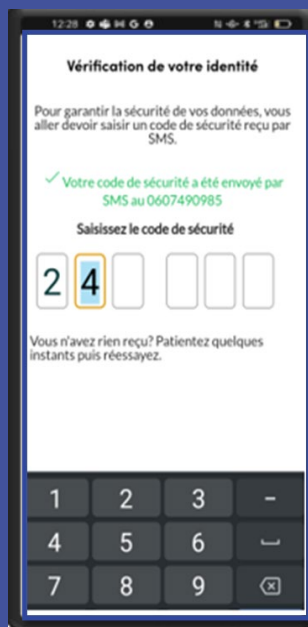 12:28
Vérification de votre identité
Pour garantir la sécurité de vos données, vous
aller devoir saisir un code de sécurité reçu par
SMS.
Votre code de sécurité a été envoyé par
SMS au 0607490985
Saisissez le code de sécurité
2 4
Vous n'avez rien reçu? Patientez quelques
instants puis réessayez.
1 2 3 -
4 5 6
7 8 9